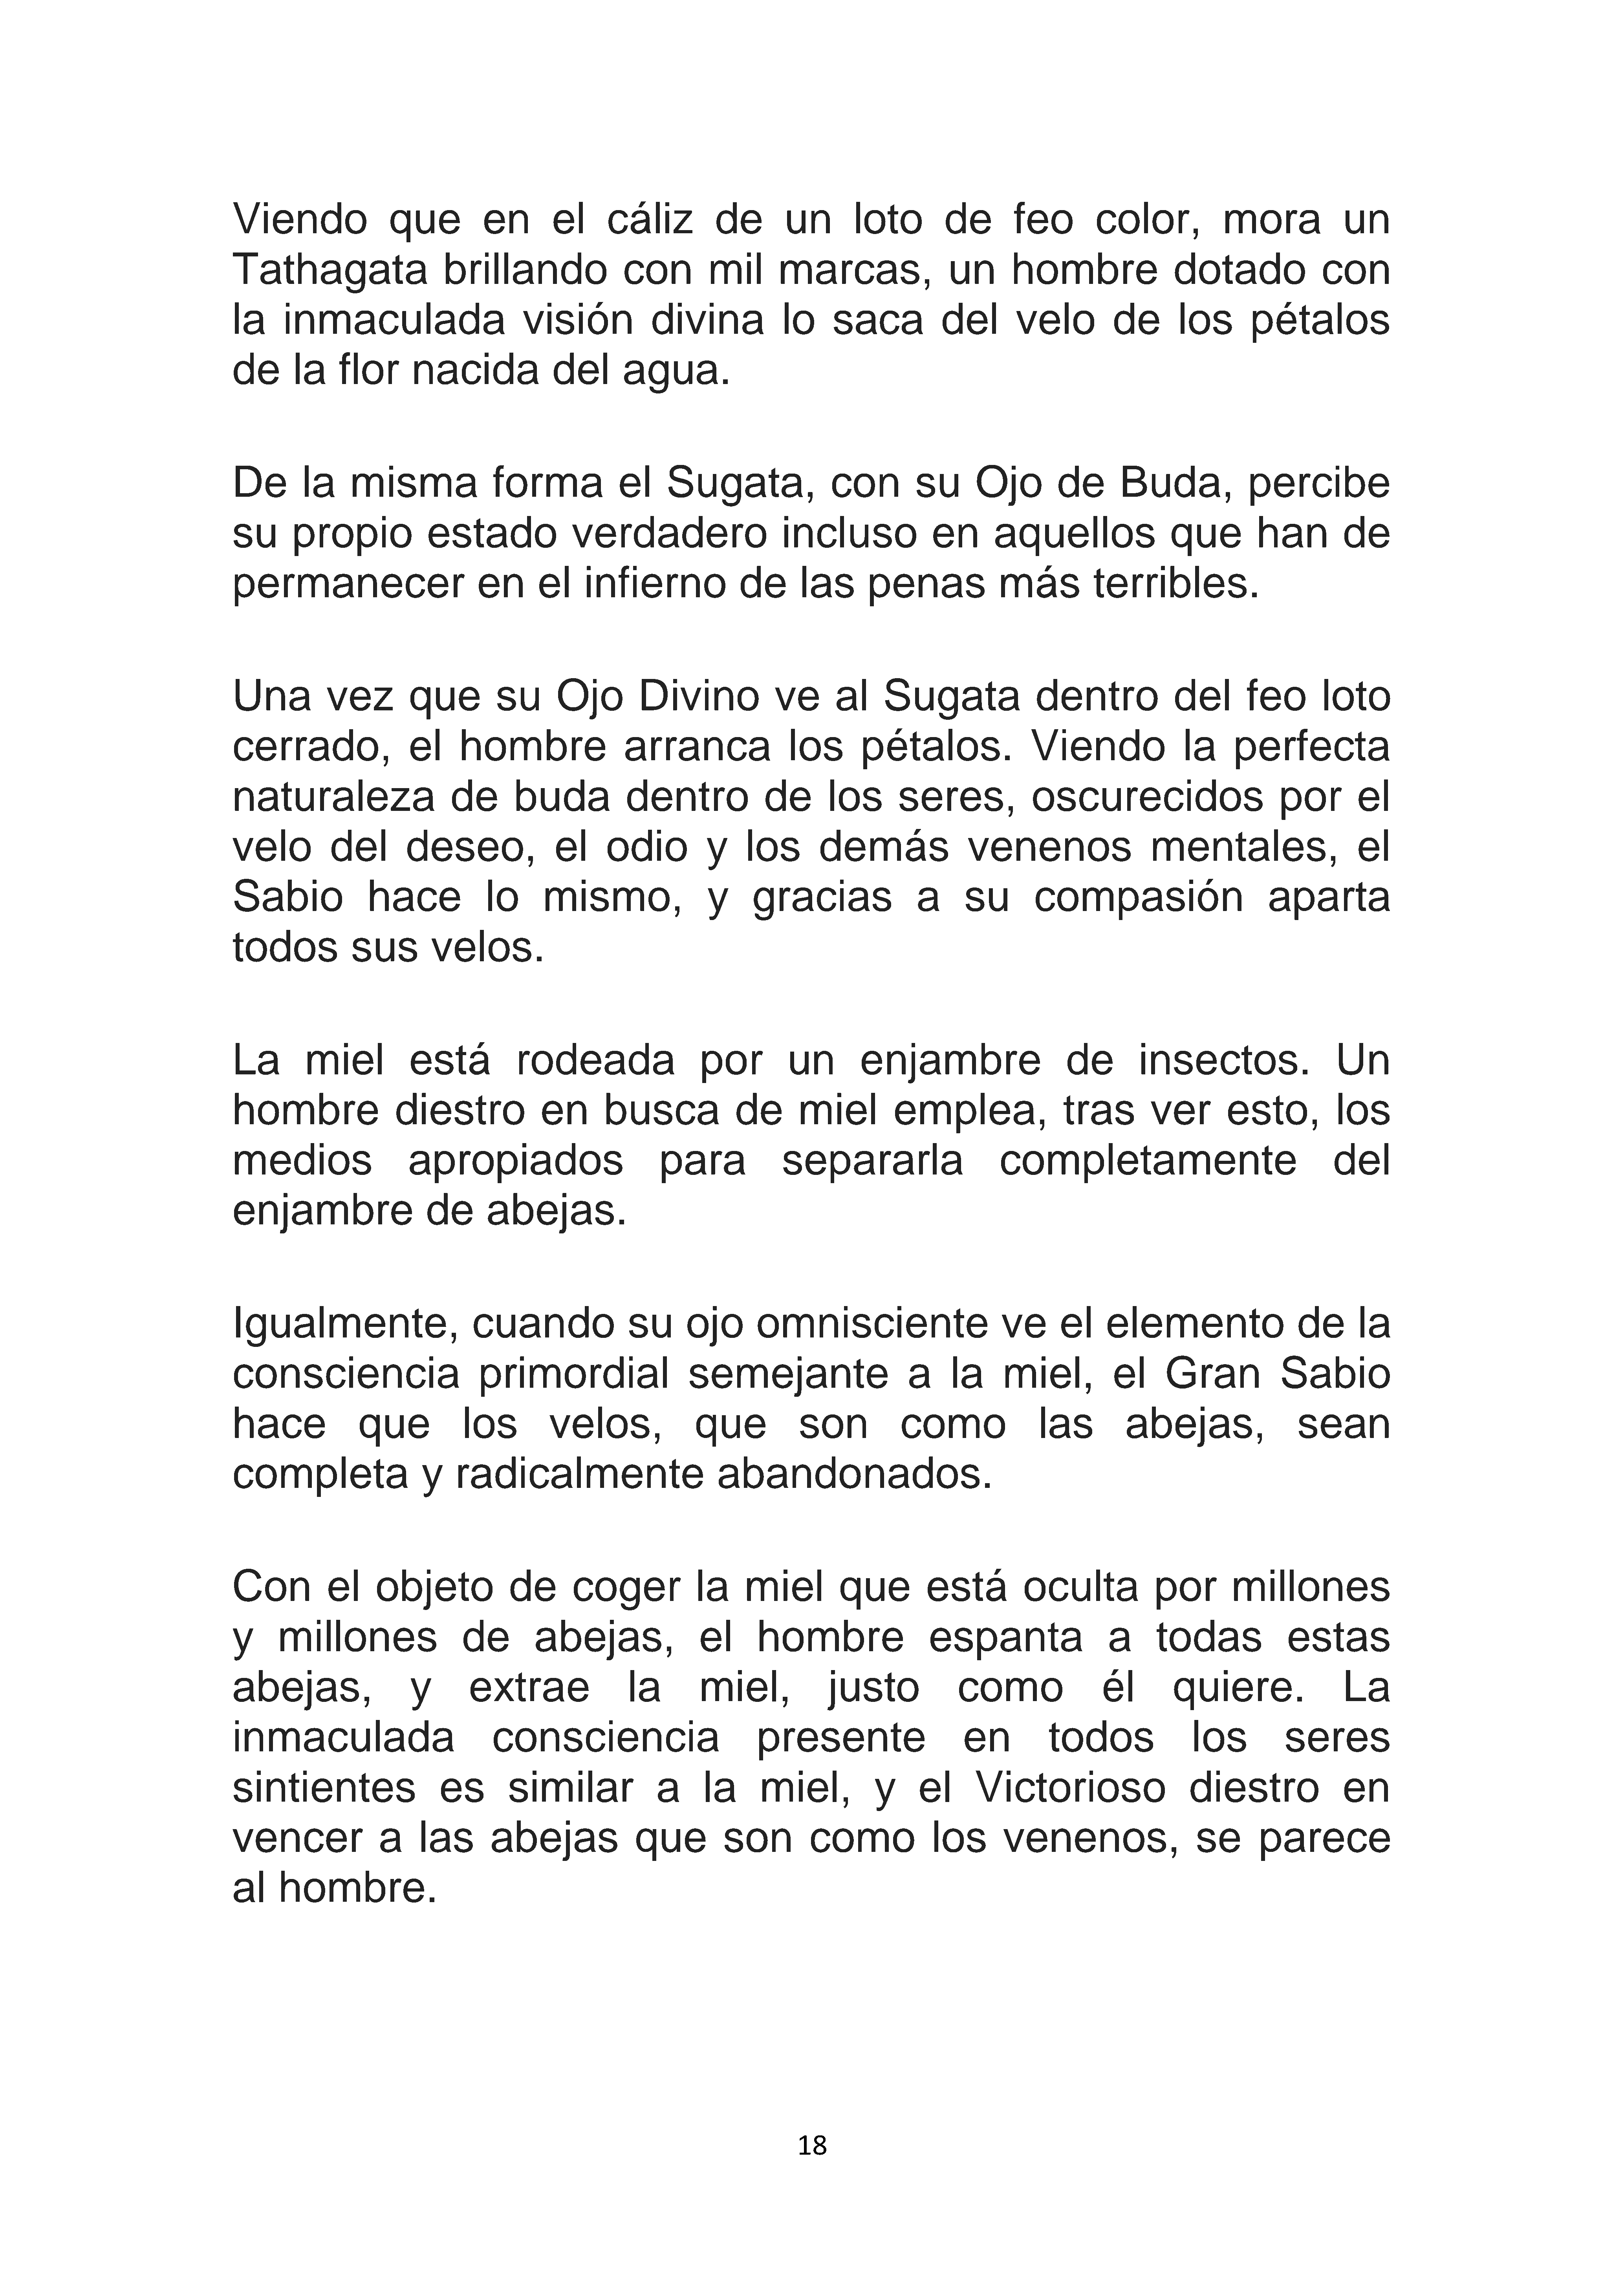 Viendo que en el cáliz de un loto de feo color, mora un
Tathagata brillando con mil marcas, un hombre dotado con
la inmaculada visión divina lo saca del velo de los pétalos
de la flor nacida del agua.
De la misma forma el Sugata, con su Ojo de Buda, percibe
su propio estado verdadero incluso en aquellos que han de
permanecer en el infierno de las penas más terribles.
Una vez que su Ojo Divino ve al Sugata dentro del feo loto
cerrado, el hombre arranca los pétalos. Viendo la perfecta
naturaleza de buda dentro de los seres, oscurecidos por el
velo del deseo, el odio y los demás venenos mentales, el
Sabio hace lo mismo, y gracias a su compasión aparta
todos sus velos.
La miel está rodeada por un enjambre de insectos. Un
hombre diestro en busca de miel emplea, tras ver esto, los
medios apropiados para separarla completamente del
enjambre de abejas.
Igualmente, cuando su ojo omnisciente ve el elemento de la
consciencia primordial semejante a la miel, el Gran Sabio
hace que los velos, que son como las abejas, sean
completa y radicalmente abandonados.
Con el objeto de coger la miel que está oculta por millones
y millones de abejas, el hombre espanta a todas estas
abejas, y extrae la miel, justo como él quiere. La
inmaculada consciencia presente en todos los seres
sintientes es similar a la miel, y el Victorioso diestro en
vencer a las abejas que son como los venenos, se parece
al hombre.
18